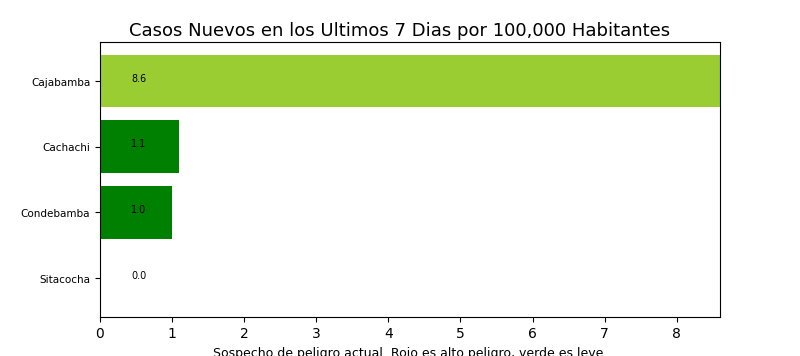 Casos Nuevos en los Ultimos 7 Dias por 100,000 Habitantes
Cajabamba 8.6
Cachachi 1.1
Condebamba 1.0
Sitacocha 0.0
0 1 2 3 4 5 6 7 8
Sospecho de peligro actual. Rojo es alto peligro, verde es leve